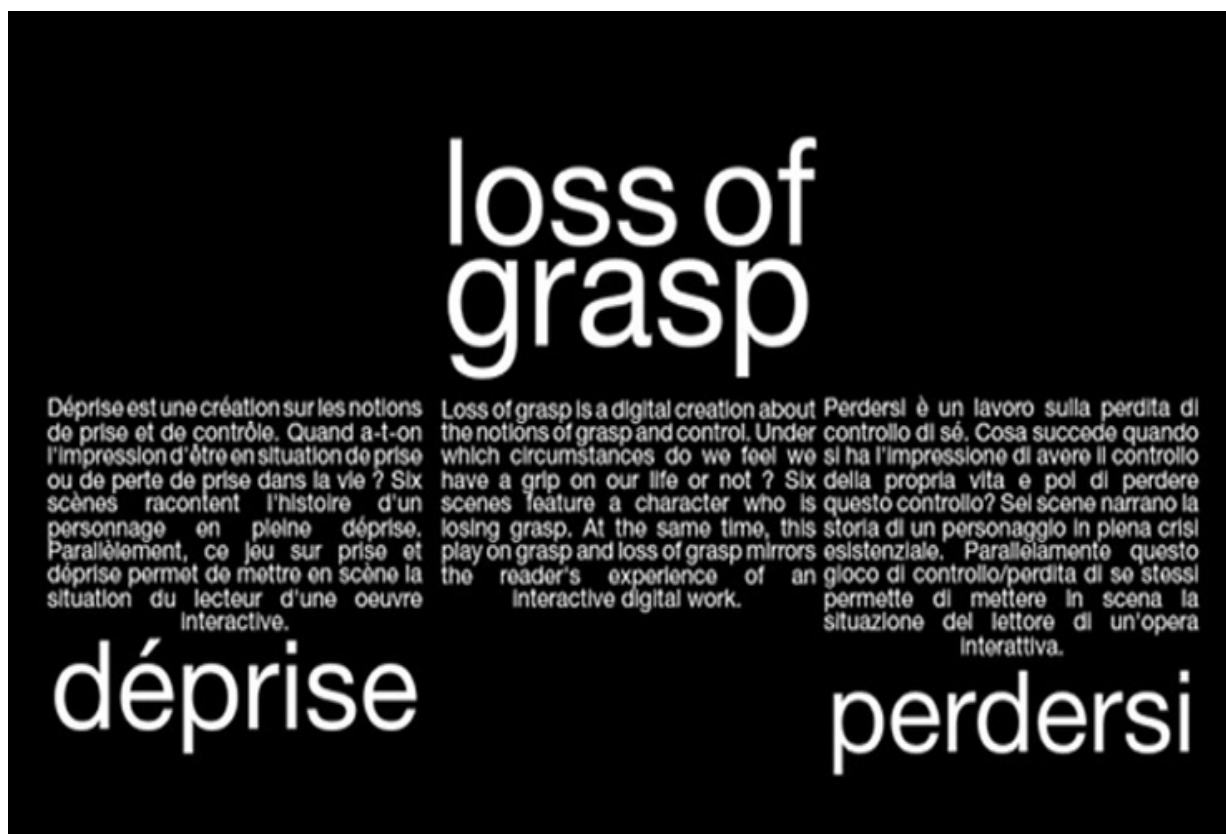 loss of
grasp
Déprise est une création sur les notions
de prise et de contrôle. Quand a-t-on
l'impression d'être en situation de prise
ou de perte de prise dans la vie ? Six
scènes racontent l'histoire d'un
personnage en pleine déprise.
Parallèlement, ce jeu sur prise et
déprise permet de mettre en scène la
situation du lecteur d'une oeuvre
interactive.
déprise
Loss of grasp is a digital creation about
the notions of grasp and control. Under
which circumstances do we feel we
have a grip on our life or not ? Six
scenes feature a character who is
losing grasp. At the same time, this
play on grasp and loss of grasp mirrors
the reader's experience of an
interactive digital work.
Perdersi è un lavoro sulla perdita di
controllo di sé. Cosa succede quando
si ha l'impressione di avere il controllo
della propria vita e poi di perdere
questo controllo? Sei scene narrano la
storia di un personaggio in piena crisi
esistenziale. Parallelamente questo
gioco di controllo/perdita di se stessi
permette di mettere in scena la
situazione del lettore di un'opera
interattiva.
perdersi